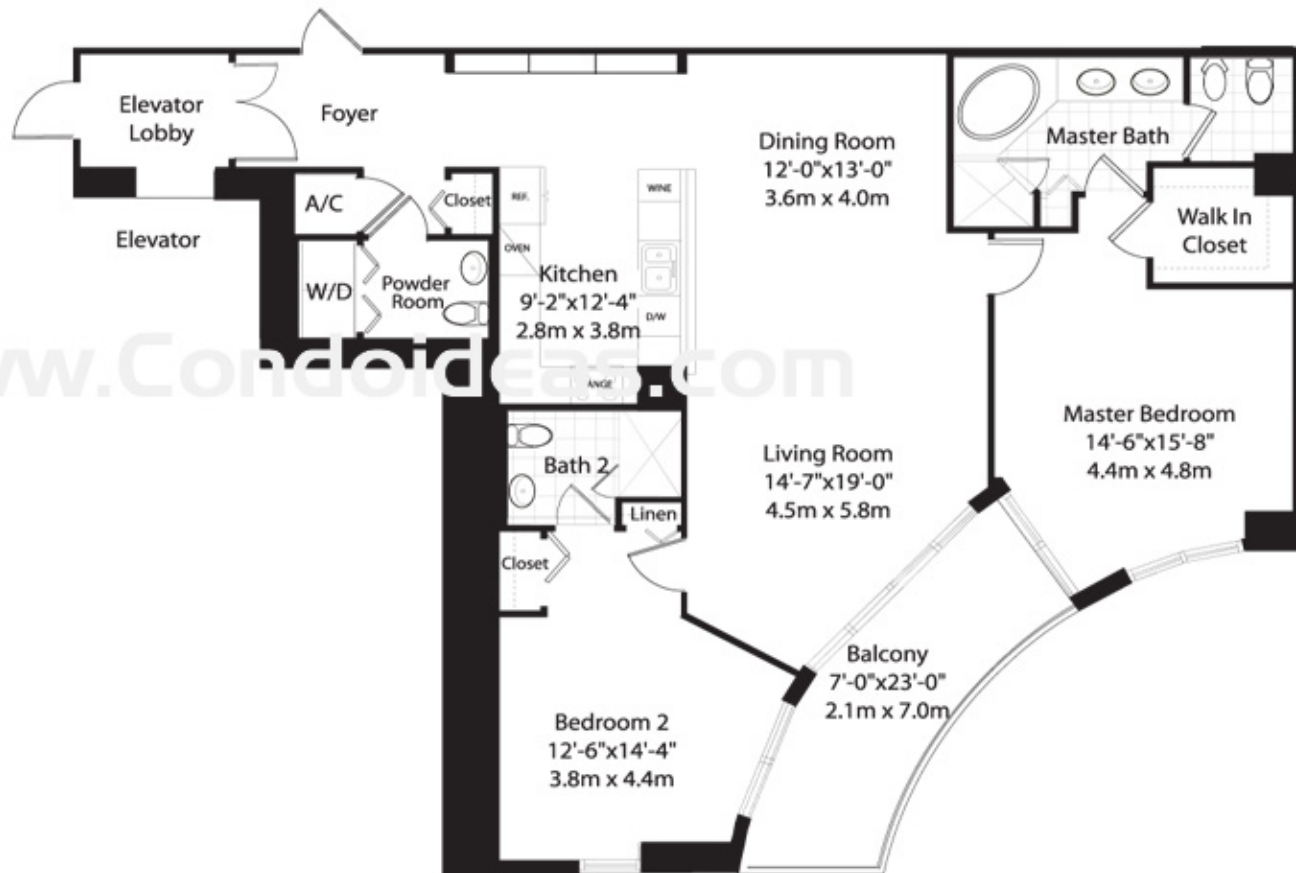 Elevator
Lobby
Foyer
Elevator
A/C
Closet
W/D
Powder
Room
REF.
OVEN
WINE
D/W
Kitchen
9'-2"x12'-4"
2.8m x 3.8m
RANGE
Dining Room
12'-0"x13'-0"
3.6m x 4.0m
Master Bath
Walk In
Closet
www.Condoideas.com
Master Bedroom
14'-6"x15'-8"
4.4m x 4.8m
Living Room
14'-7"x19'-0"
4.5m x 5.8m
Bath 2
Linen
Closet
Balcony
7'-0"x23'-0"
2.1m x 7.0m
Bedroom 2
12'-6"x14'-4"
3.8m x 4.4m